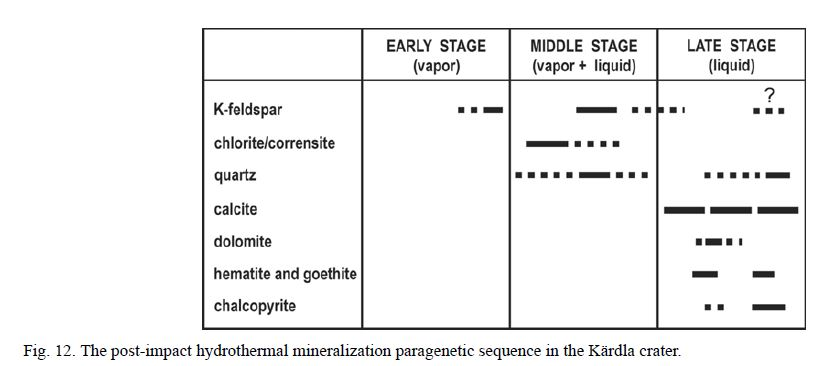 EARLY STAGE
(vapor)
MIDDLE STAGE
(vapor + liquid)
LATE STAGE
(liquid)
K-feldspar
?
chlorite/corrensite
quartz
calcite
dolomite
hematite and goethite
chalcopyrite
Fig. 12. The post-impact hydrothermal mineralization paragenetic sequence in the Kärdla crater.